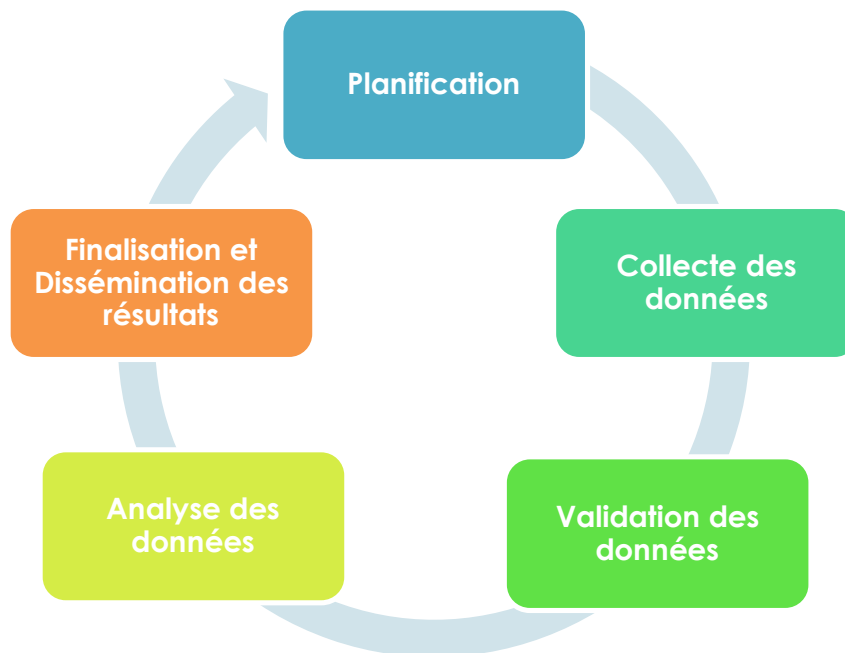 Planification
Collecte des
données
Validation des
données
Analyse des
données
Finalisation et
Dissémination des
résultats